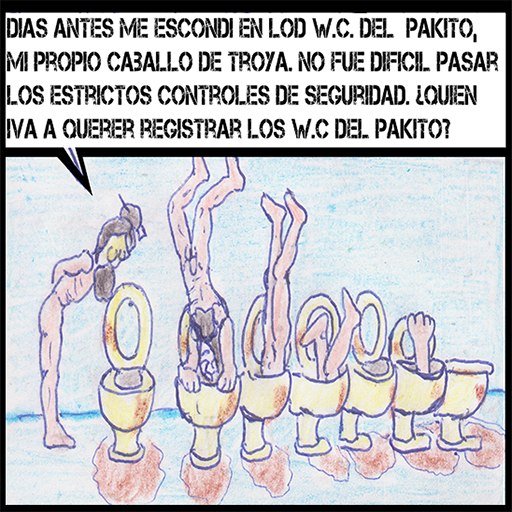 DIAS ANTES ME ESCONDI EN LOD W.C. DEL PAKITO,
MI PROPIO CABALLO DE TROYA. NO FUE DIFICIL PASAR
LOS ESTRICTOS CONTROLES DE SEGURIDAD. ¿QUIEN
IVA A QUERER REGISTRAR LOS W.C DEL PAKITO?